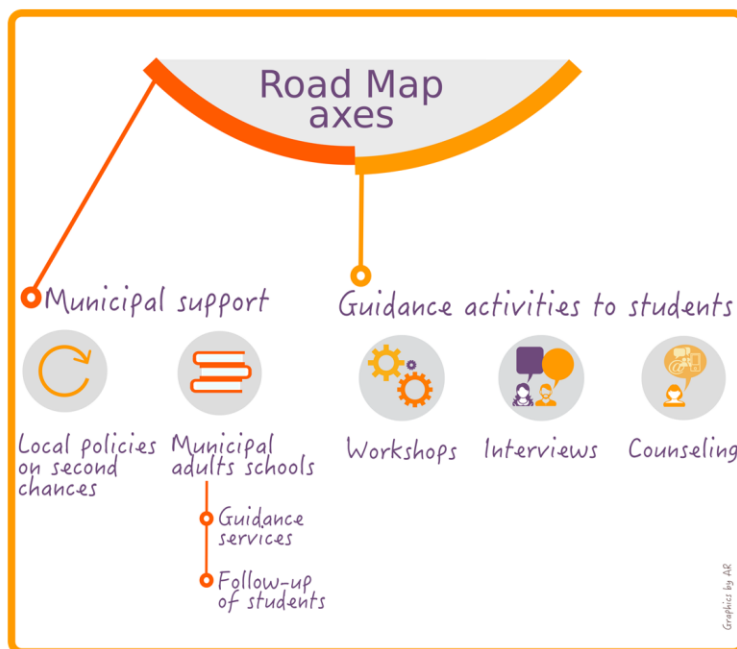 Road Map
axes
Municipal support
Local policies
on second
chances
Municipal
adults schools
Guidance
services
Follow-up
of students
Guidance activities to students
Workshops
Interviews
Counseling
Graphics by AR